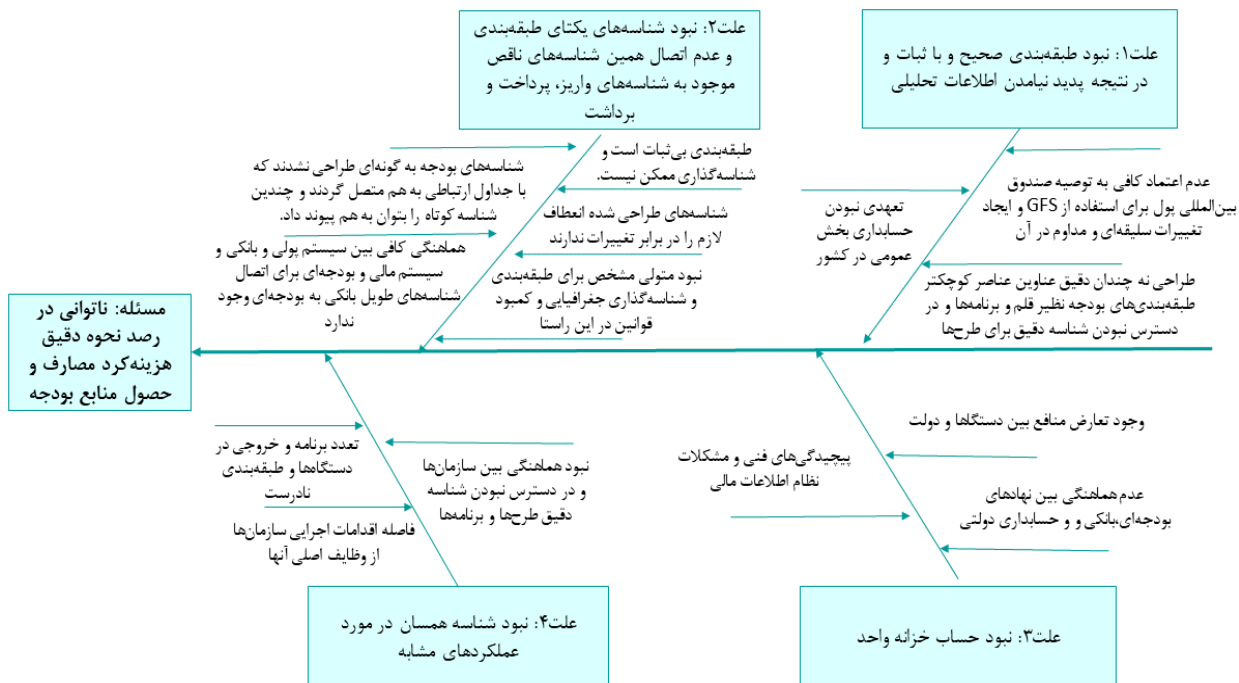 علت۱: نبود طبقه‌بندی صحیح و با ثبات و
در نتیجه پدید نیامدن اطلاعات تحلیلی
عدم اعتماد کافی به توصیه صندوق
بین‌المللی پول برای استفاده از GFS و ایجاد
تغییرات سلیقه‌ای و مداوم در آن
تعهدی نبودن
حسابداری بخش
عمومی در کشور
طراحی نه چندان دقیق عناوین عناصر کوچکتر
طبقه‌بندی‌های بودجه نظیر قلم و برنامه‌ها و در
دسترس نبودن شناسه دقیق برای طرح‌ها
علت۲: نبود شناسه‌های یکتای طبقه‌بندی
و عدم اتصال همین شناسه‌های ناقص
موجود به شناسه‌های واریز، پرداخت و
برداشت
طبقه‌بندی بی‌ثبات است و
شناسه‌گذاری ممکن نیست.
شناسه‌های طراحی شده انعطاف
لازم را در برابر تغییرات ندارند
نبود متولی مشخص برای طبقه‌بندی
و شناسه‌گذاری جغرافیایی و کمبود
قوانین در این راستا
شناسه‌های بودجه به گونه‌ای طراحی نشدند که
با جداول ارتباطی به هم متصل گردند و چندین
شناسه کوتاه را بتوان به هم پیوند داد.
هماهنگی کافی بین سیستم پولی و بانکی و
سیستم مالی و بودجه‌ای برای اتصال
شناسه‌های طویل بانکی به بودجه‌ای وجود
ندارد
مسئله: ناتوانی در
رصد نحوه دقیق
هزینه‌کرد مصارف و
حصول منابع بودجه
وجود تعارض منافع بین دستگاها و دولت
پیچیدگی‌های فنی و مشکلات
نظام اطلاعات مالی
عدم هماهنگی بین نهادهای
بودجه‌ای،بانکی و و حسابداری دولتی
علت۳: نبود حساب خزانه واحد
تعدد برنامه و خروجی در
دستگاه‌ها و طبقه‌بندی
نادرست
نبود هماهنگی بین سازمان‌ها
و در دسترس نبودن شناسه
دقیق طرح‌ها و برنامه‌ها
فاصله اقدامات اجرایی سازمان‌ها
از وظایف اصلی آنها
علت۴: نبود شناسه همسان در مورد
عملکردهای مشابه